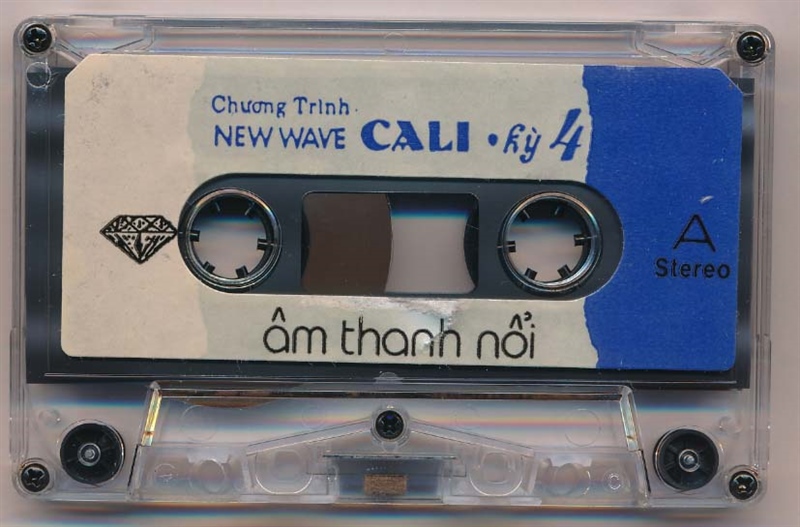 Chương Trình
NEW WAVE CALI • kỳ 4
A
Stereo
âm thanh nổi